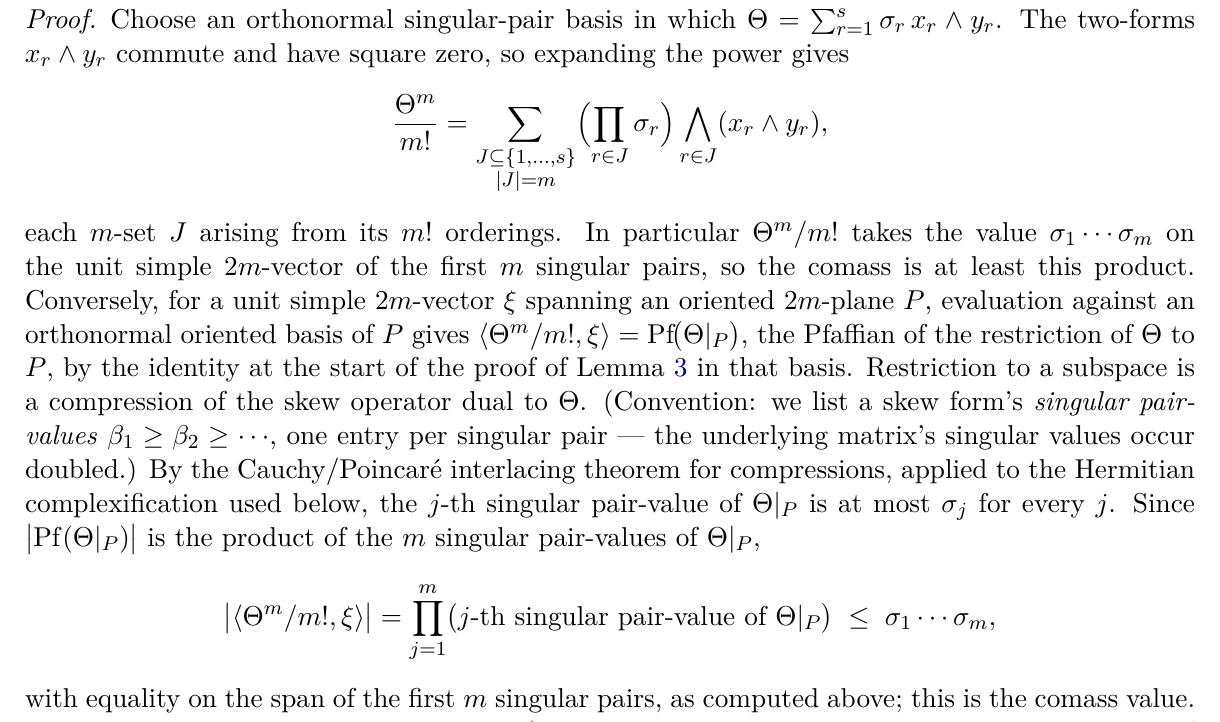 Proof. Choose an orthonormal singular-pair basis in which Θ = ∑_{r=1}^{s} σ_r x_r ∧ y_r. The two-forms
x_r ∧ y_r commute and have square zero, so expanding the power gives
Θ^m/m! = ∑_{J⊆{1,...,s}, |J|=m} (∏_{r∈J} σ_r) ⋀_{r∈J} (x_r ∧ y_r),
each m-set J arising from its m! orderings. In particular Θ^m/m! takes the value σ_1 ⋯ σ_m on
the unit simple 2m-vector of the first m singular pairs, so the comass is at least this product.
Conversely, for a unit simple 2m-vector ξ spanning an oriented 2m-plane P, evaluation against an
orthonormal oriented basis of P gives ⟨Θ^m/m!, ξ⟩ = Pf(Θ|_P), the Pfaffian of the restriction of Θ to
P, by the identity at the start of the proof of Lemma 3 in that basis. Restriction to a subspace is
a compression of the skew operator dual to Θ. (Convention: we list a skew form's singular pair-
values β_1 ≥ β_2 ≥ ⋯, one entry per singular pair — the underlying matrix's singular values occur
doubled.) By the Cauchy/Poincaré interlacing theorem for compressions, applied to the Hermitian
complexification used below, the j-th singular pair-value of Θ|_P is at most σ_j for every j. Since
|Pf(Θ|_P)| is the product of the m singular pair-values of Θ|_P,
|⟨Θ^m/m!, ξ⟩| = ∏_{j=1}^{m} (j-th singular pair-value of Θ|_P) ≤ σ_1 ⋯ σ_m,
with equality on the span of the first m singular pairs, as computed above; this is the comass value.